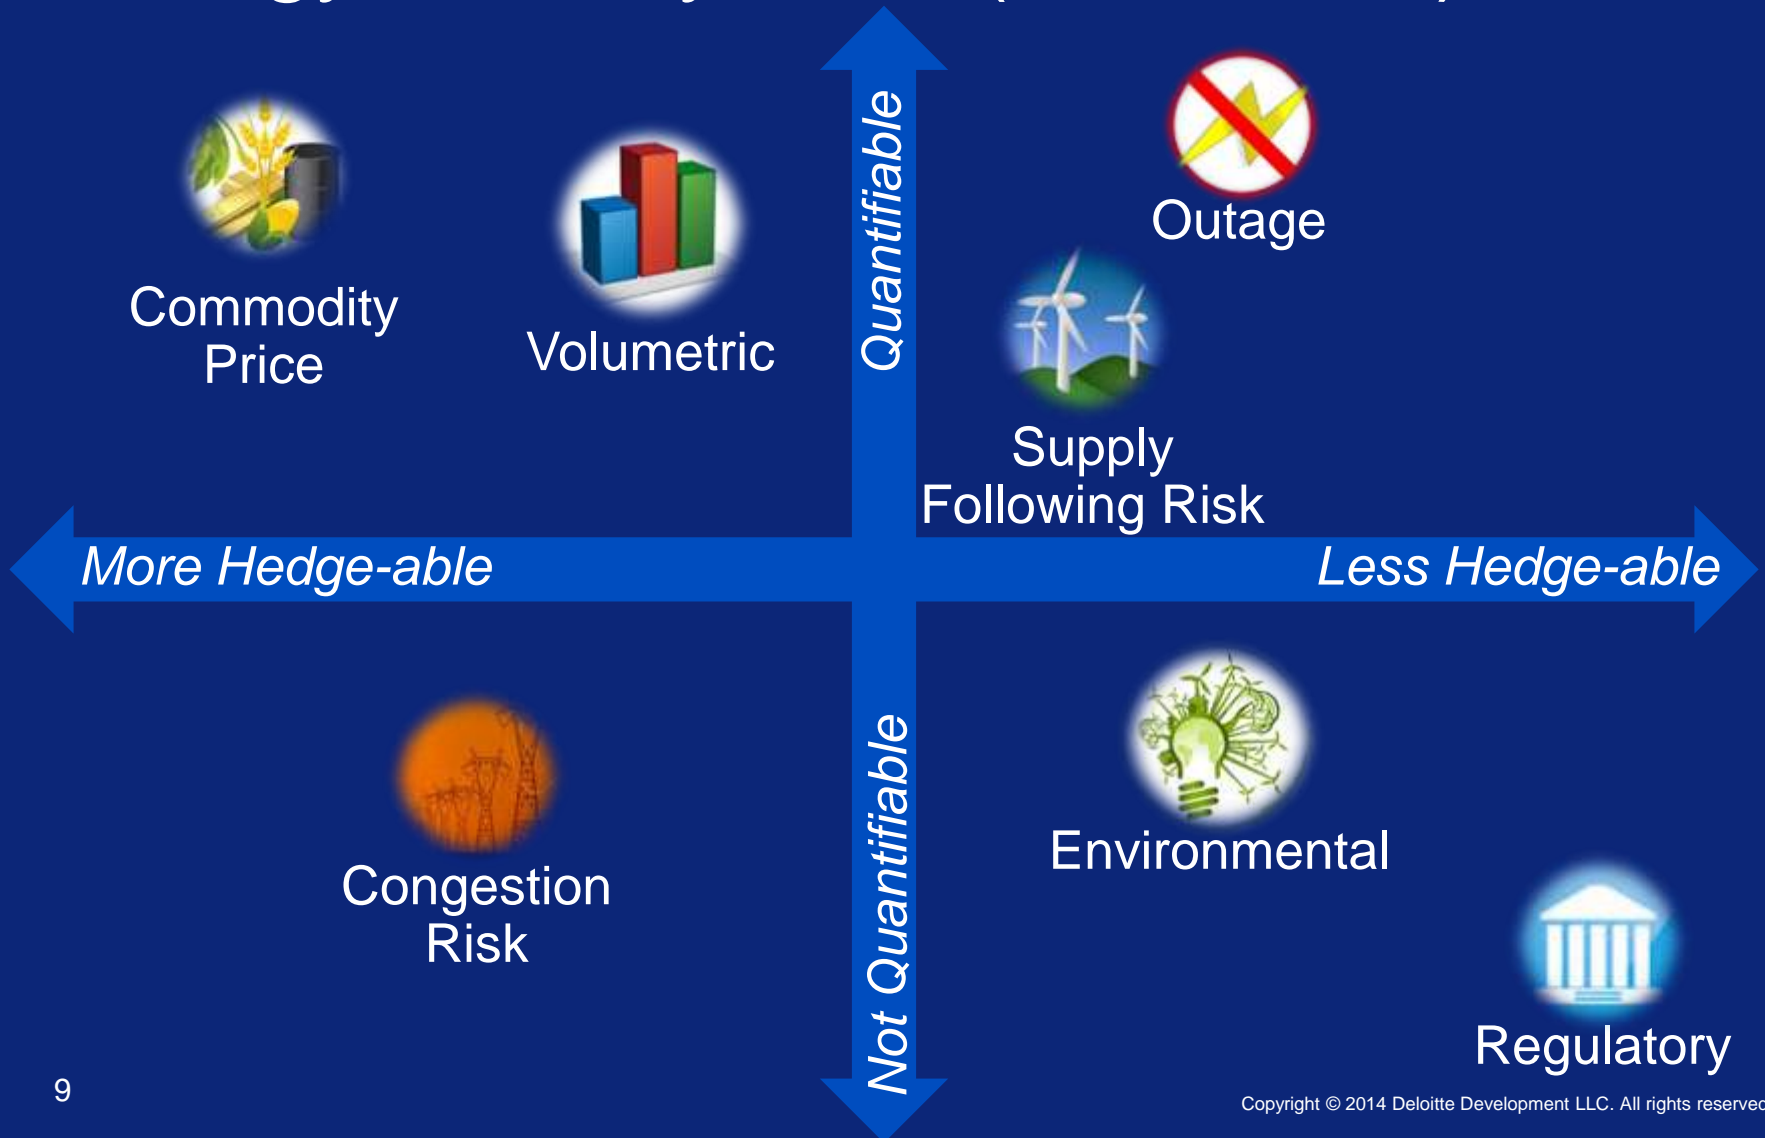 Quantifiable
Outage
Commodity
Price
Volumetric
Supply
Following Risk
More Hedge-able
Less Hedge-able
Not Quantifiable
Environmental
Congestion
Risk
Regulatory
9
Copyright © 2014 Deloitte Development LLC. All rights reserved